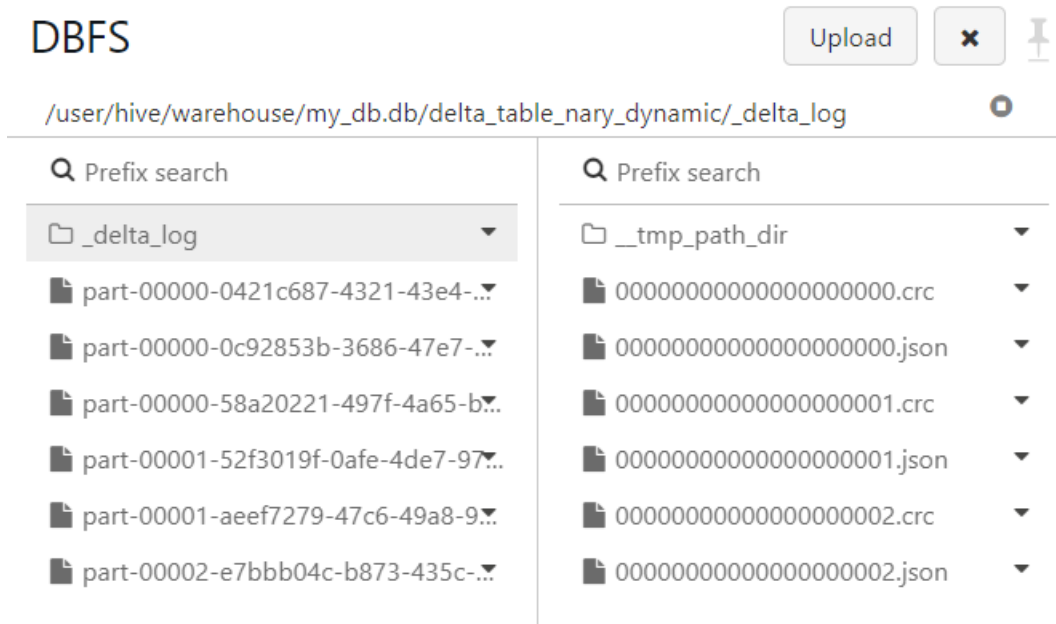 DBFS
Upload
/user/hive/warehouse/my_db.db/delta_table_nary_dynamic/_delta_log
Prefix search
_delta_log
part-00000-0421c687-4321-43e4-...
part-00000-0c92853b-3686-47e7-...
part-00000-58a20221-497f-4a65-b...
part-00001-52f3019f-0afe-4de7-97...
part-00001-aeef7279-47c6-49a8-9...
part-00002-e7bbb04c-b873-435c-...
Prefix search
__tmp_path_dir
00000000000000000000.crc
00000000000000000000.json
00000000000000000001.crc
00000000000000000001.json
00000000000000000002.crc
00000000000000000002.json